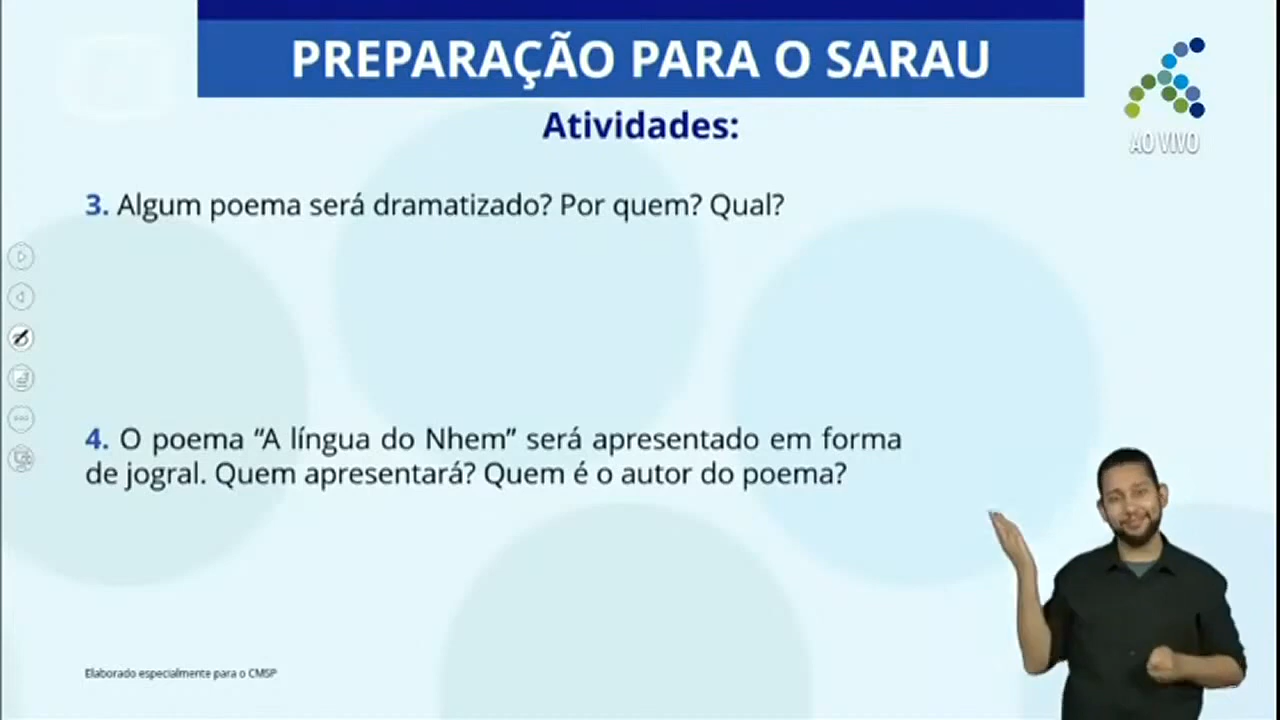 PREPARAÇÃO PARA O SARAU
AO VIVO
Atividades:
3. Algum poema será dramatizado? Por quem? Qual?
4. O poema “A língua do Nhem” será apresentado em forma
de jogral. Quem apresentará? Quem é o autor do poema?
Elaborado especialmente para o CMSP